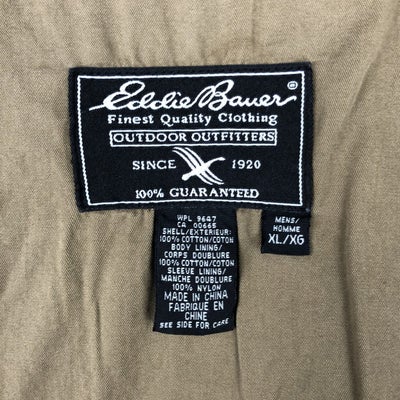 Eddie Bauer®
Finest Quality Clothing
OUTDOOR OUTFITTERS
SINCE 1920
100% GUARANTEED
WPL 9647
CA 00665
SHELL/EXTERIEUR:
100% COTTON/COTON
BODY LINING/
CORPS DOUBLURE
100% COTTON/COTON
SLEEVE LINING/
MANCHE DOUBLURE
100% NYLON
MADE IN CHINA
FABRIQUE EN
CHINE
SEE SIDE FOR CARE
MENS/
HOMME
XL/XG